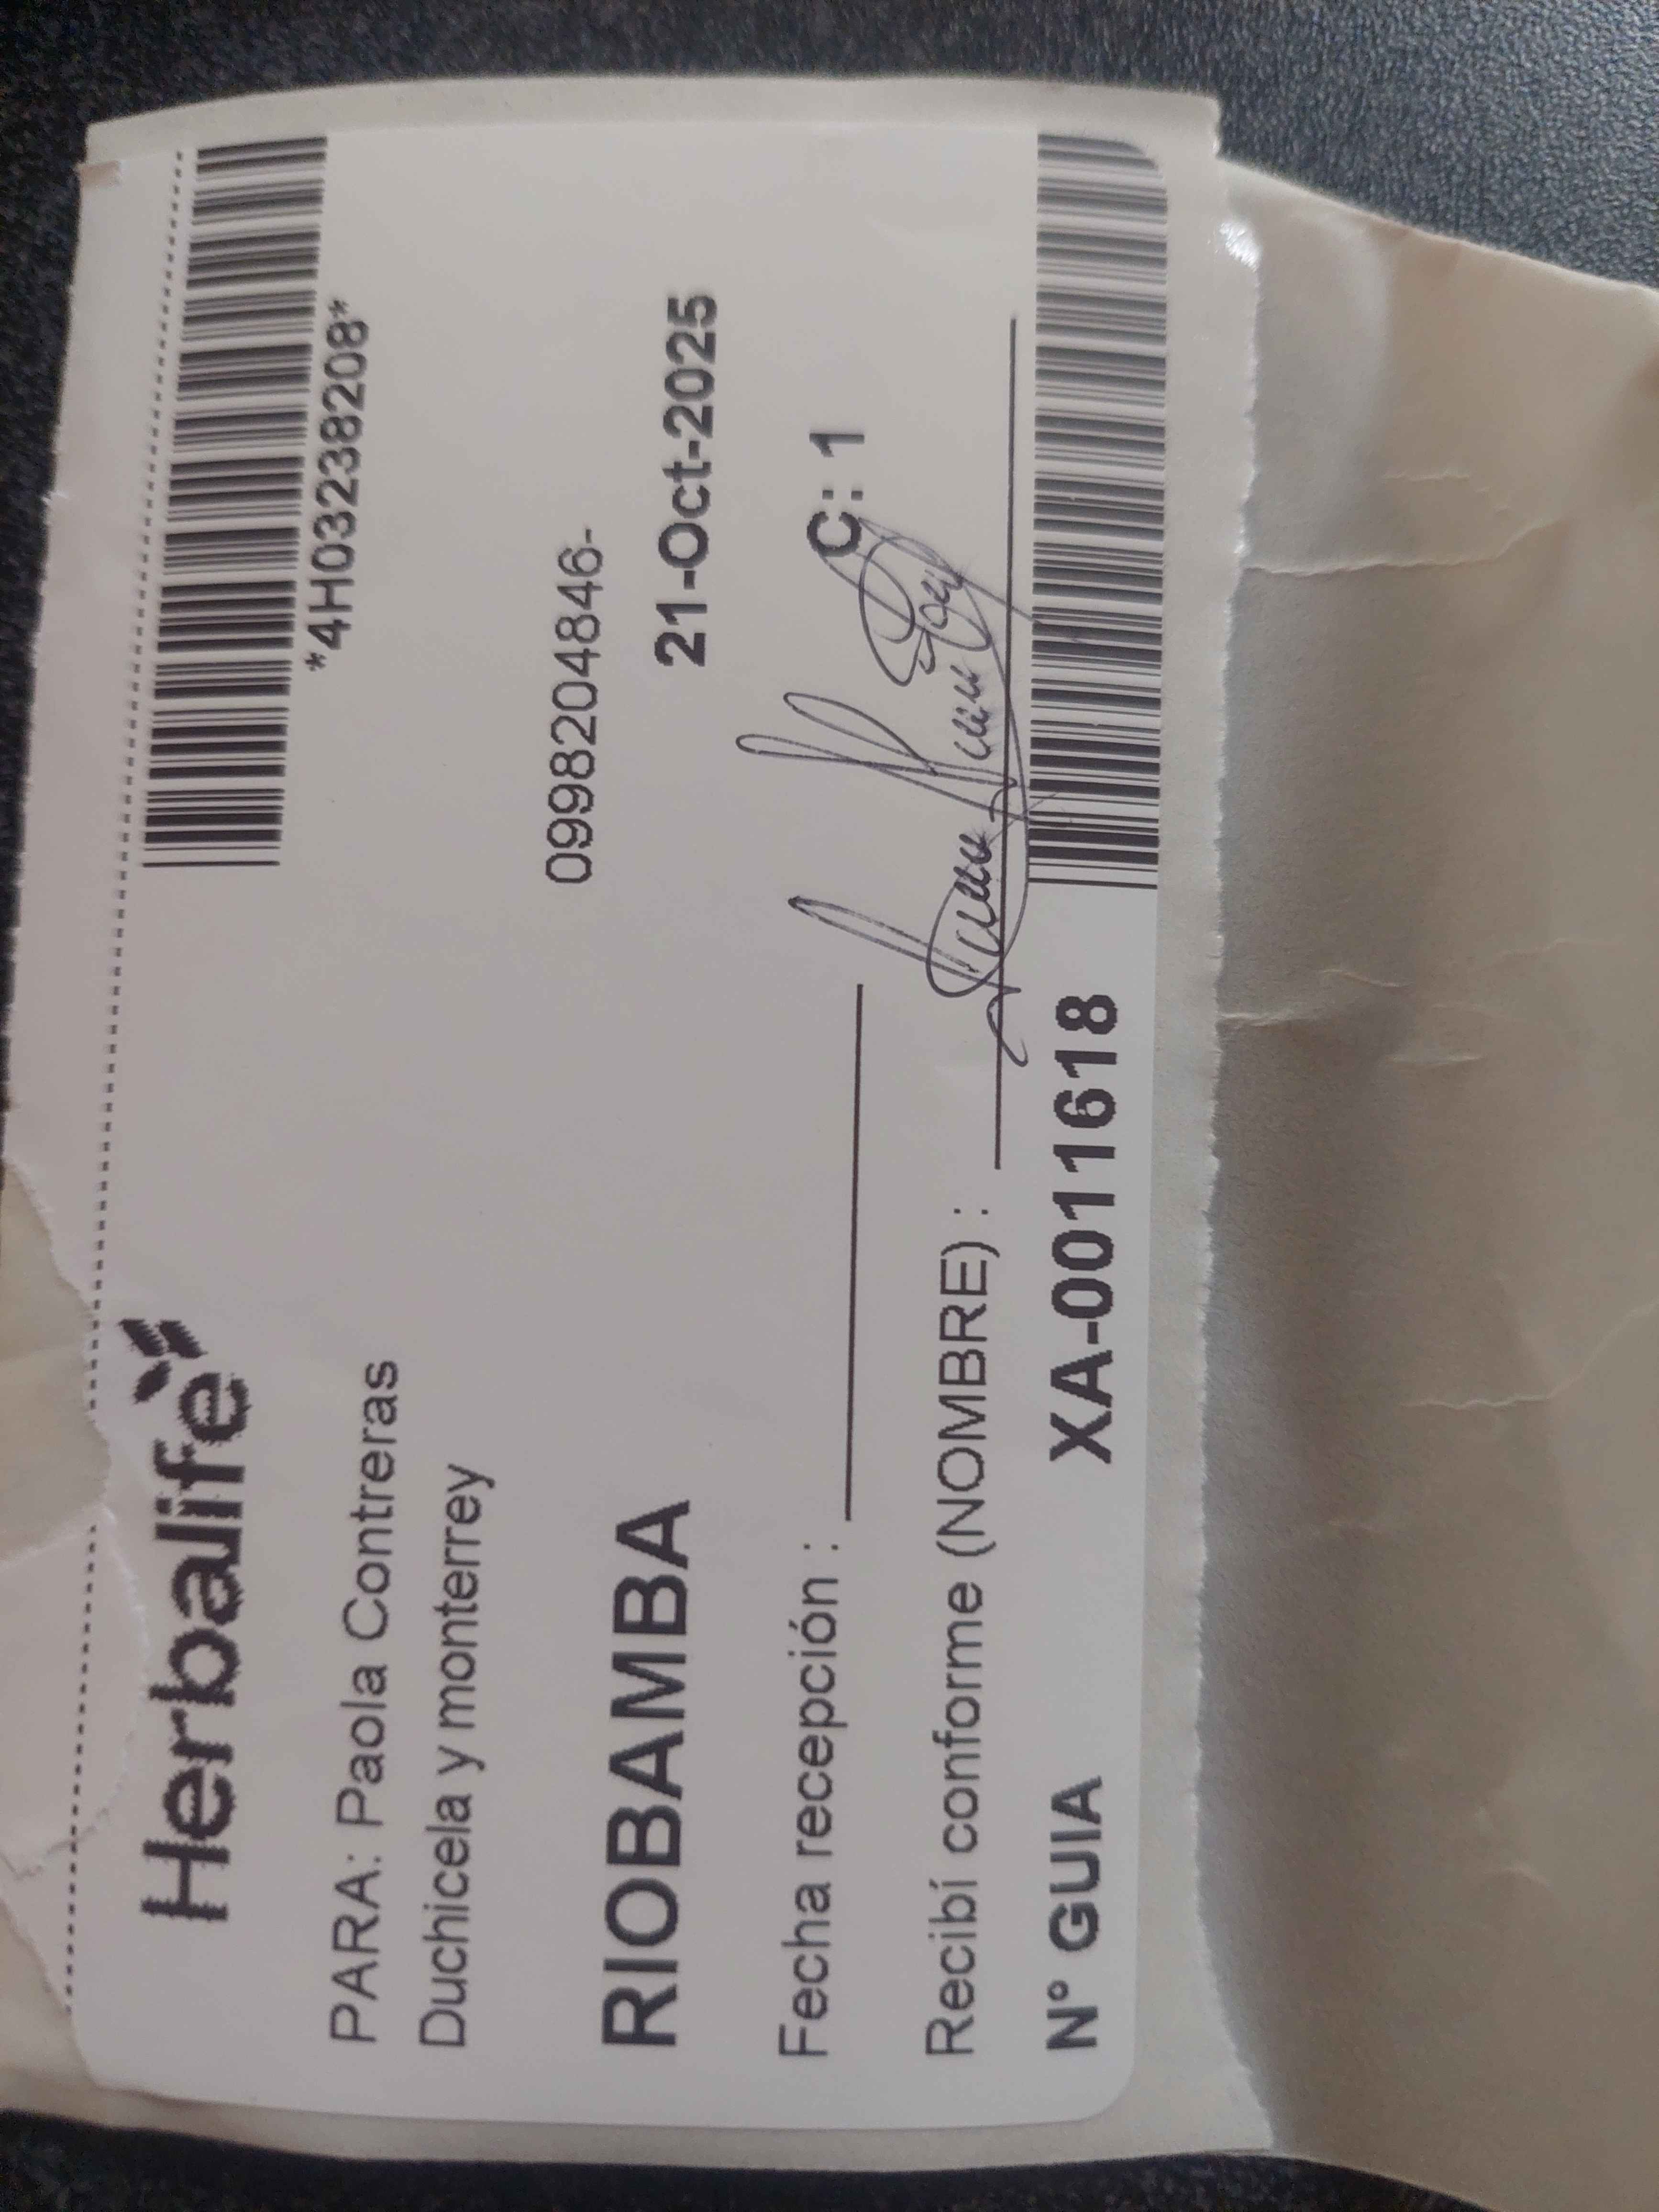 Herbalife
*4H03238208*
PARA: Paola Contreras
Duchicela y monterrey
0998204846-
RIOBAMBA
21-Oct-2025
Fecha recepción :
C: 1
Recibí conforme (NOMBRE) :
N° GUIA XA-0011618